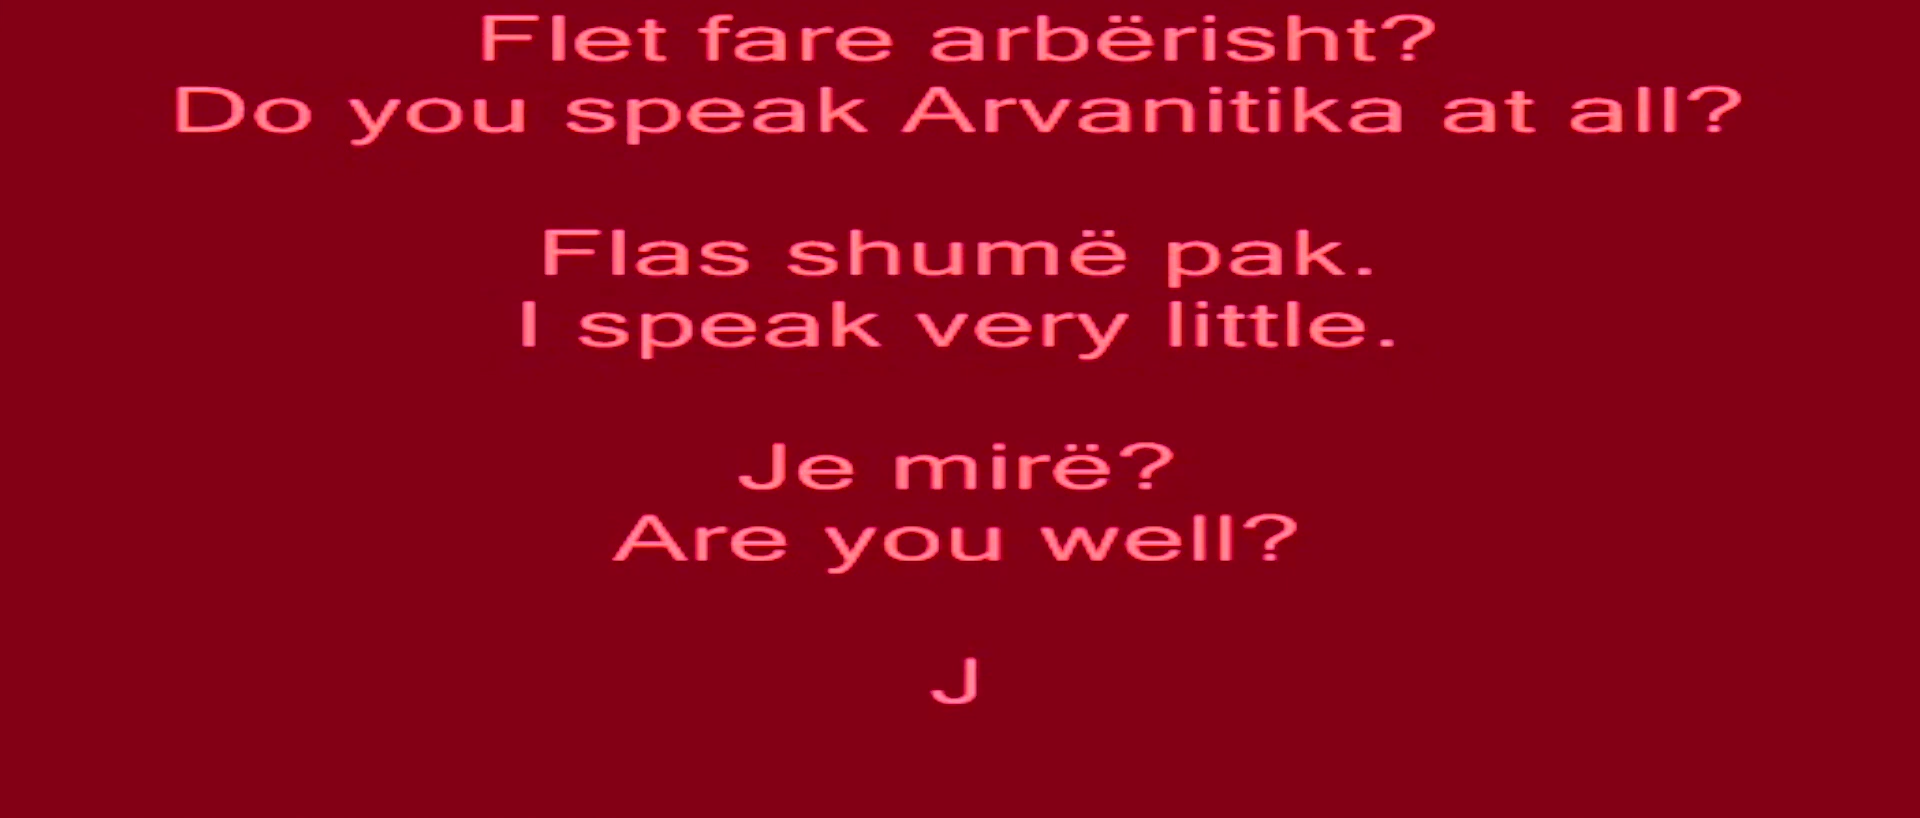 Flet fare arbërisht?
Do you speak Arvanitika at all?
Flas shumë pak.
I speak very little.
Je mirë?
Are you well?
J